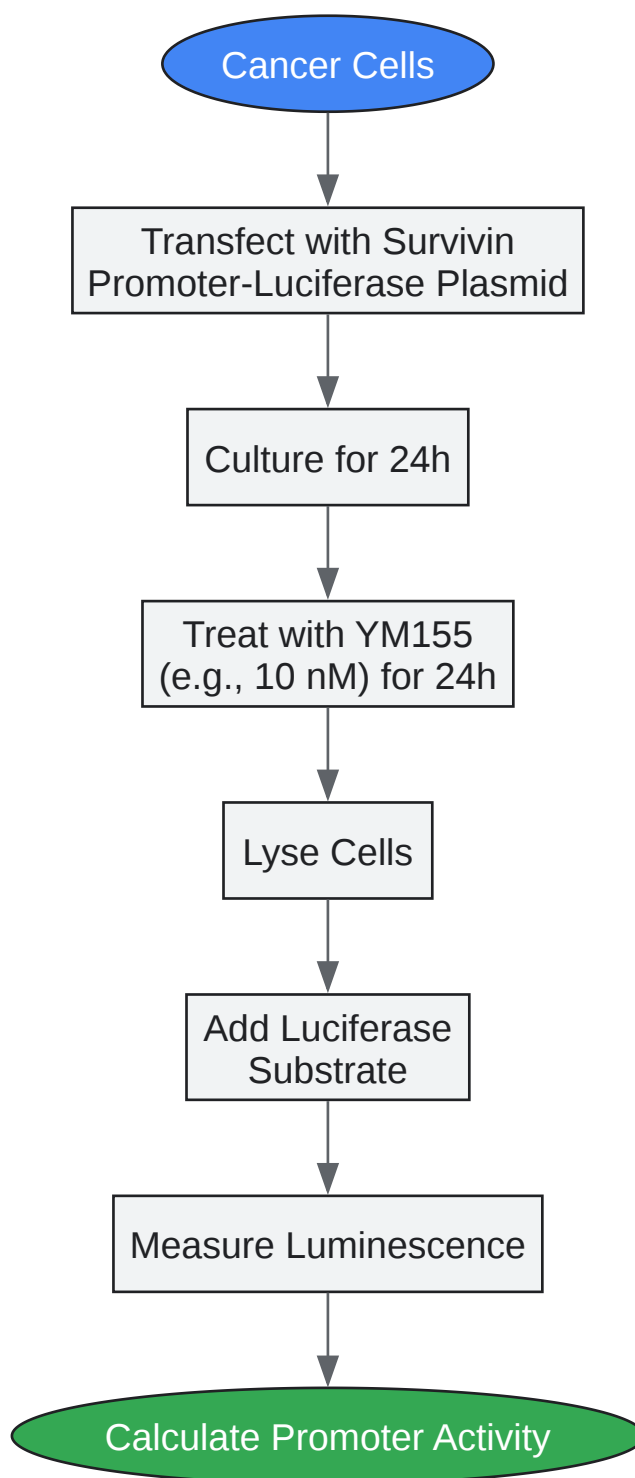 Cancer Cells
Transfect with Survivin
Promoter-Luciferase Plasmid
Culture for 24h
Treat with YM155
(e.g., 10 nM) for 24h
Lyse Cells
Add Luciferase
Substrate
Measure Luminescence
Calculate Promoter Activity